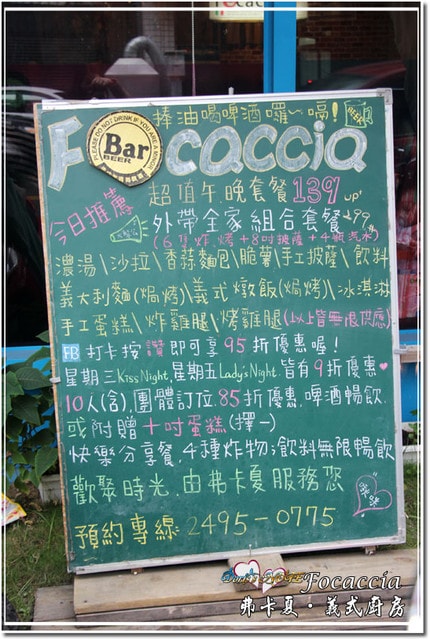 捧油喝啤酒囉~嗝! BEER
Focaccia
PLEASE DO NOT DRINK IF YOU ARE A MINOR
Bar
BEER
超值午.晚套餐139up↑
今日推薦
外帶全家組合套餐
(6隻炸.烤+8吋披薩+4瓶汽水)
濃湯\沙拉\香蒜麵包\脆薯\手工披薩\飲料
義大利麵(焗烤)\義式燉飯(焗烤)\冰淇淋
手工蛋糕\炸雞腿\烤雞腿(以上皆無限供應)
FB 打卡按讚即可享95折優惠喔!
星期三Kiss Night,星期五Lady's Night 皆有9折優惠♥
10人(含),團體訂位85折優惠,啤酒暢飲.
或附贈十吋蛋糕(擇一)
快樂分享餐,4種炸物;飲料無限暢飲
歡聚時光.由弗卡夏服務您
預約專線:2495-0775
Focaccia
弗卡夏·義式廚房